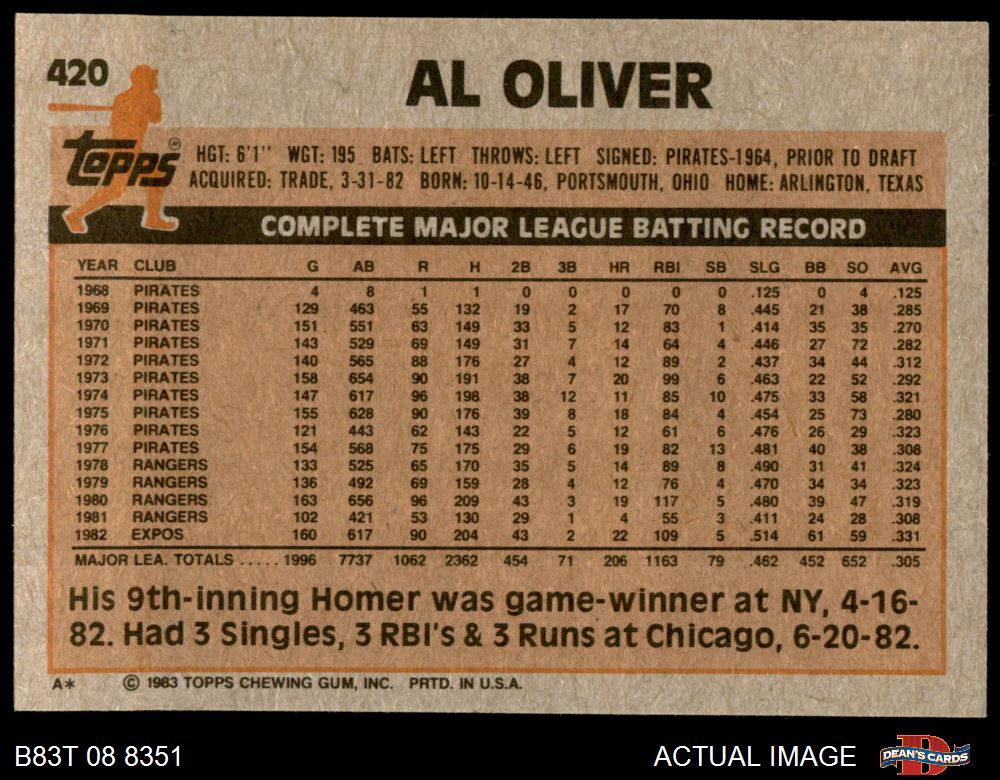 420
AL OLIVER
topps®
HGT: 6'1" WGT: 195 BATS: LEFT THROWS: LEFT SIGNED: PIRATES-1964, PRIOR TO DRAFT
ACQUIRED: TRADE, 3-31-82 BORN: 10-14-46, PORTSMOUTH, OHIO HOME: ARLINGTON, TEXAS
COMPLETE MAJOR LEAGUE BATTING RECORD
YEAR CLUB G AB R H 2B 3B HR RBI SB SLG BB SO AVG
1968 PIRATES 4 8 1 1 0 0 0 0 0 .125 0 4 .125
1969 PIRATES 129 463 55 132 19 2 17 70 8 .445 21 38 .285
1970 PIRATES 151 551 63 149 33 5 12 83 1 .414 35 35 .270
1971 PIRATES 143 529 69 149 31 7 14 64 4 .446 27 72 .282
1972 PIRATES 140 565 88 176 27 4 12 89 2 .437 34 44 .312
1973 PIRATES 158 654 90 191 38 7 20 99 6 .463 22 52 .292
1974 PIRATES 147 617 96 198 38 12 11 85 10 .475 33 58 .321
1975 PIRATES 155 628 90 176 39 8 18 84 4 .454 25 73 .280
1976 PIRATES 121 443 62 143 22 5 12 61 6 .476 26 29 .323
1977 PIRATES 154 568 75 175 29 6 19 82 13 .481 40 38 .308
1978 RANGERS 133 525 65 170 35 5 14 89 8 .490 31 41 .324
1979 RANGERS 136 492 69 159 28 4 12 76 4 .470 34 34 .323
1980 RANGERS 163 656 96 209 43 3 19 117 5 .480 39 47 .319
1981 RANGERS 102 421 53 130 29 1 4 55 3 .411 24 28 .308
1982 EXPOS 160 617 90 204 43 2 22 109 5 .514 61 59 .331
MAJOR LEA. TOTALS ..... 1996 7737 1062 2362 454 71 206 1163 79 .462 452 652 .305
His 9th-inning Homer was game-winner at NY, 4-16-
82. Had 3 Singles, 3 RBI's & 3 Runs at Chicago, 6-20-82.
A* © 1983 TOPPS CHEWING GUM, INC. PRTD. IN U.S.A.
B83T 08 8351 ACTUAL IMAGE DEAN'S CARDS